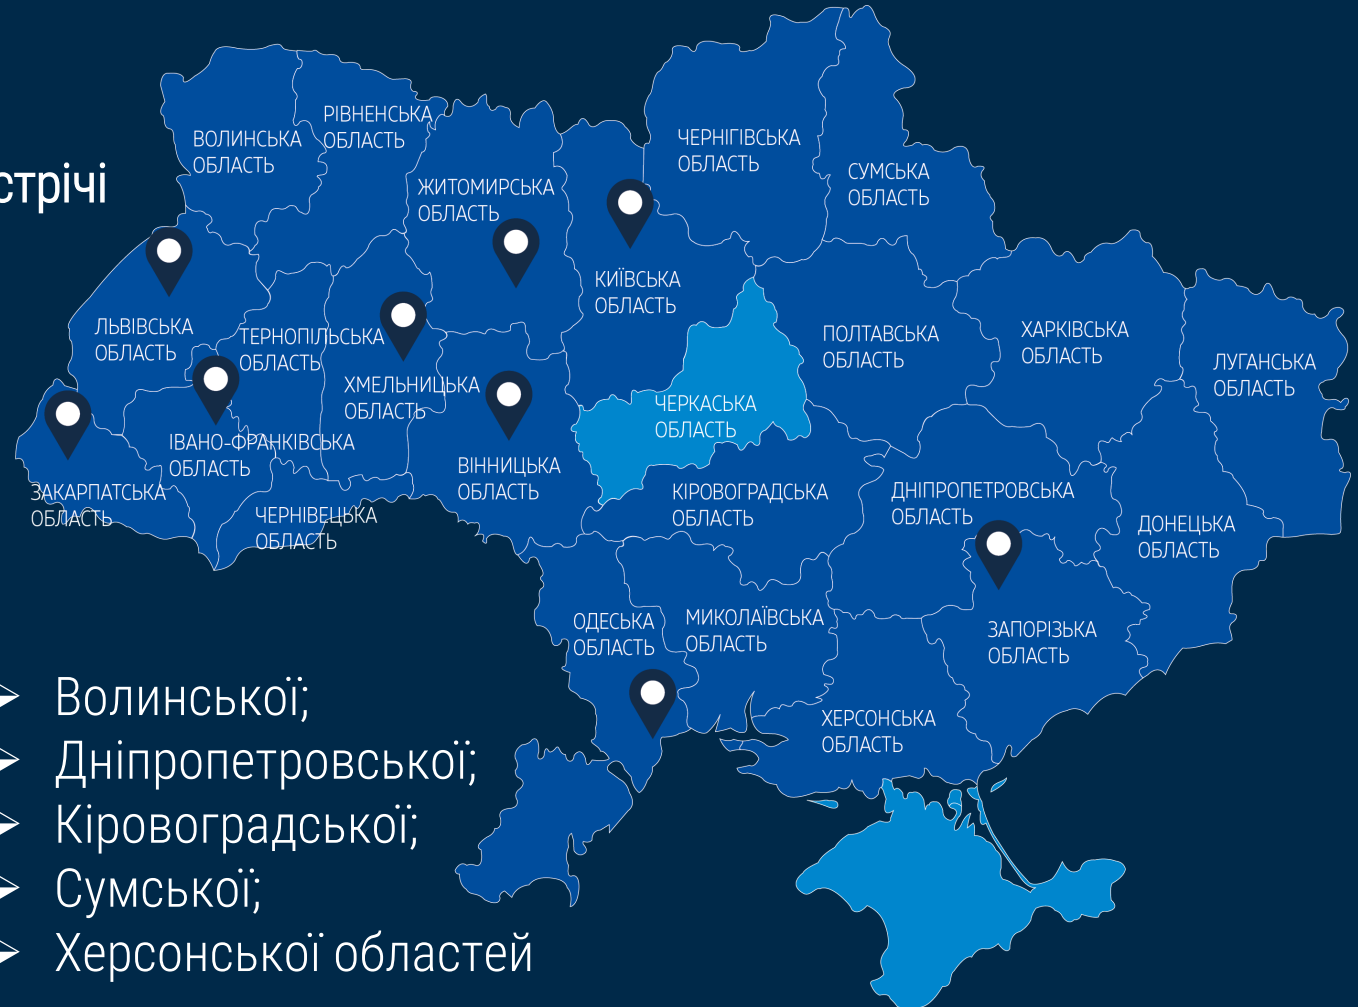 РІВНЕНСЬКА
ОБЛАСТЬ
ВОЛИНСЬКА
ОБЛАСТЬ
ЧЕРНІГІВСЬКА
ОБЛАСТЬ
СУМСЬКА
ОБЛАСТЬ
стрічі
ЖИТОМИРСЬКА
ОБЛАСТЬ
КИЇВСЬКА
ОБЛАСТЬ
ЛЬВІВСЬКА
ОБЛАСТЬ
ТЕРНОПІЛЬСЬКА
ОБЛАСТЬ
ПОЛТАВСЬКА
ОБЛАСТЬ
ХАРКІВСЬКА
ОБЛАСТЬ
ЛУГАНСЬКА
ОБЛАСТЬ
ХМЕЛЬНИЦЬКА
ОБЛАСТЬ
ЧЕРКАСЬКА
ОБЛАСТЬ
ІВАНО-ФРАНКІВСЬКА
ОБЛАСТЬ
ВІННИЦЬКА
ОБЛАСТЬ
ЗАКАРПАТСЬКА
ОБЛАСТЬ
КІРОВОГРАДСЬКА
ОБЛАСТЬ
ДНІПРОПЕТРОВСЬКА
ОБЛАСТЬ
ЧЕРНІВЕЦЬКА
ОБЛАСТЬ
ДОНЕЦЬКА
ОБЛАСТЬ
ОДЕСЬКА
ОБЛАСТЬ
МИКОЛАЇВСЬКА
ОБЛАСТЬ
ЗАПОРІЗЬКА
ОБЛАСТЬ
ХЕРСОНСЬКА
ОБЛАСТЬ
Волинської;
Дніпропетровської;
Кіровоградської;
Сумської;
Херсонської областей